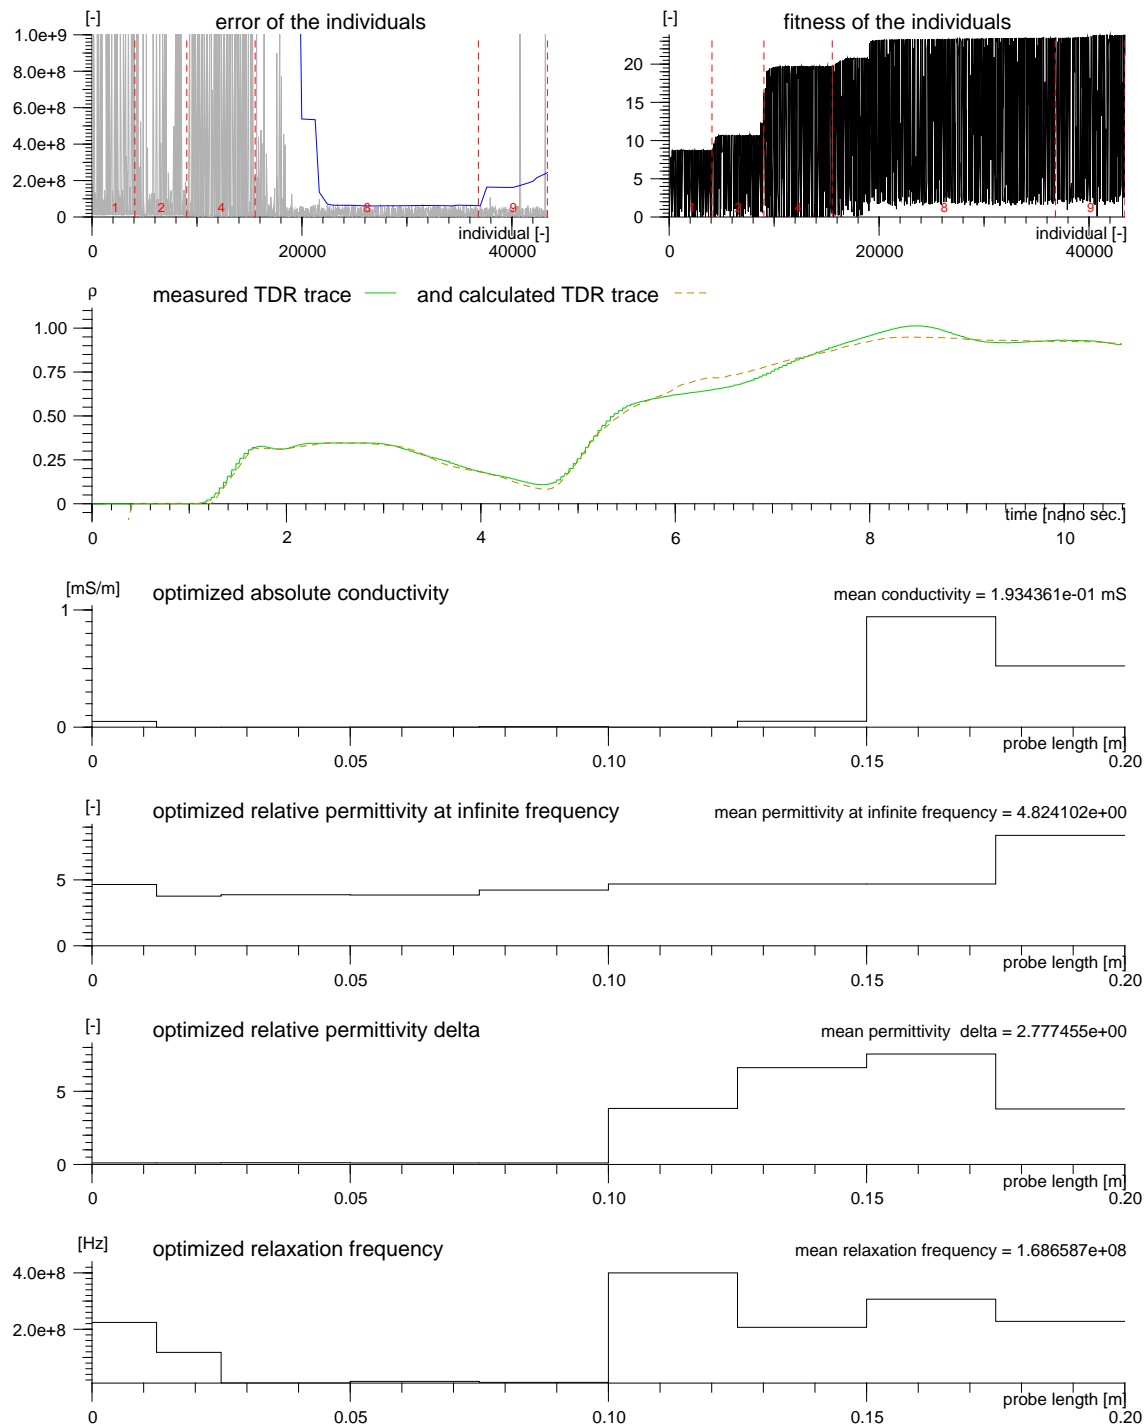 error of the individuals
[-]
1.0e+9
8.0e+8
6.0e+8
4.0e+8
2.0e+8
0
1 2 4 8 9
individual [-]
0 20000 40000
fitness of the individuals
[-]
20
15
10
5
0
1 2 4 8 9
individual [-]
0 20000 40000
ρ
measured TDR trace and calculated TDR trace
1.00
0.75
0.50
0.25
0
time [nano sec.]
0 2 4 6 8 10
[mS/m]
optimized absolute conductivity
mean conductivity = 1.934361e-01 mS
1
0
probe length [m]
0 0.05 0.10 0.15 0.20
[-]
optimized relative permittivity at infinite frequency
mean permittivity at infinite frequency = 4.824102e+00
5
0
probe length [m]
0 0.05 0.10 0.15 0.20
[-]
optimized relative permittivity delta
mean permittivity delta = 2.777455e+00
5
0
probe length [m]
0 0.05 0.10 0.15 0.20
[Hz]
optimized relaxation frequency
mean relaxation frequency = 1.686587e+08
4.0e+8
2.0e+8
probe length [m]
0 0.05 0.10 0.15 0.20